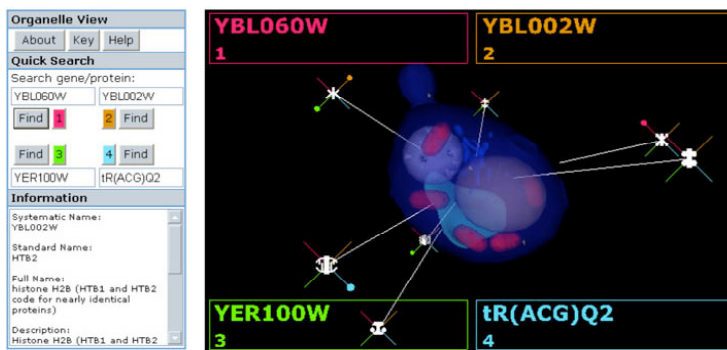 Organelle View
About Key Help
Quick Search
Search gene/protein:
YBL060W YBL002W
Find 1 2 Find
Find 3 4 Find
YER100W tR(ACG)Q2
Information
Systematic Name:
YBL002W
Standard Name:
HTB2
Full Name:
histone H2B (HTB1 and HTB2
code for nearly identical
proteins)
Description:
Histone H2B (HTB1 and HTB2
YBL060W
1
YBL002W
2
YER100W
3
tR(ACG)Q2
4